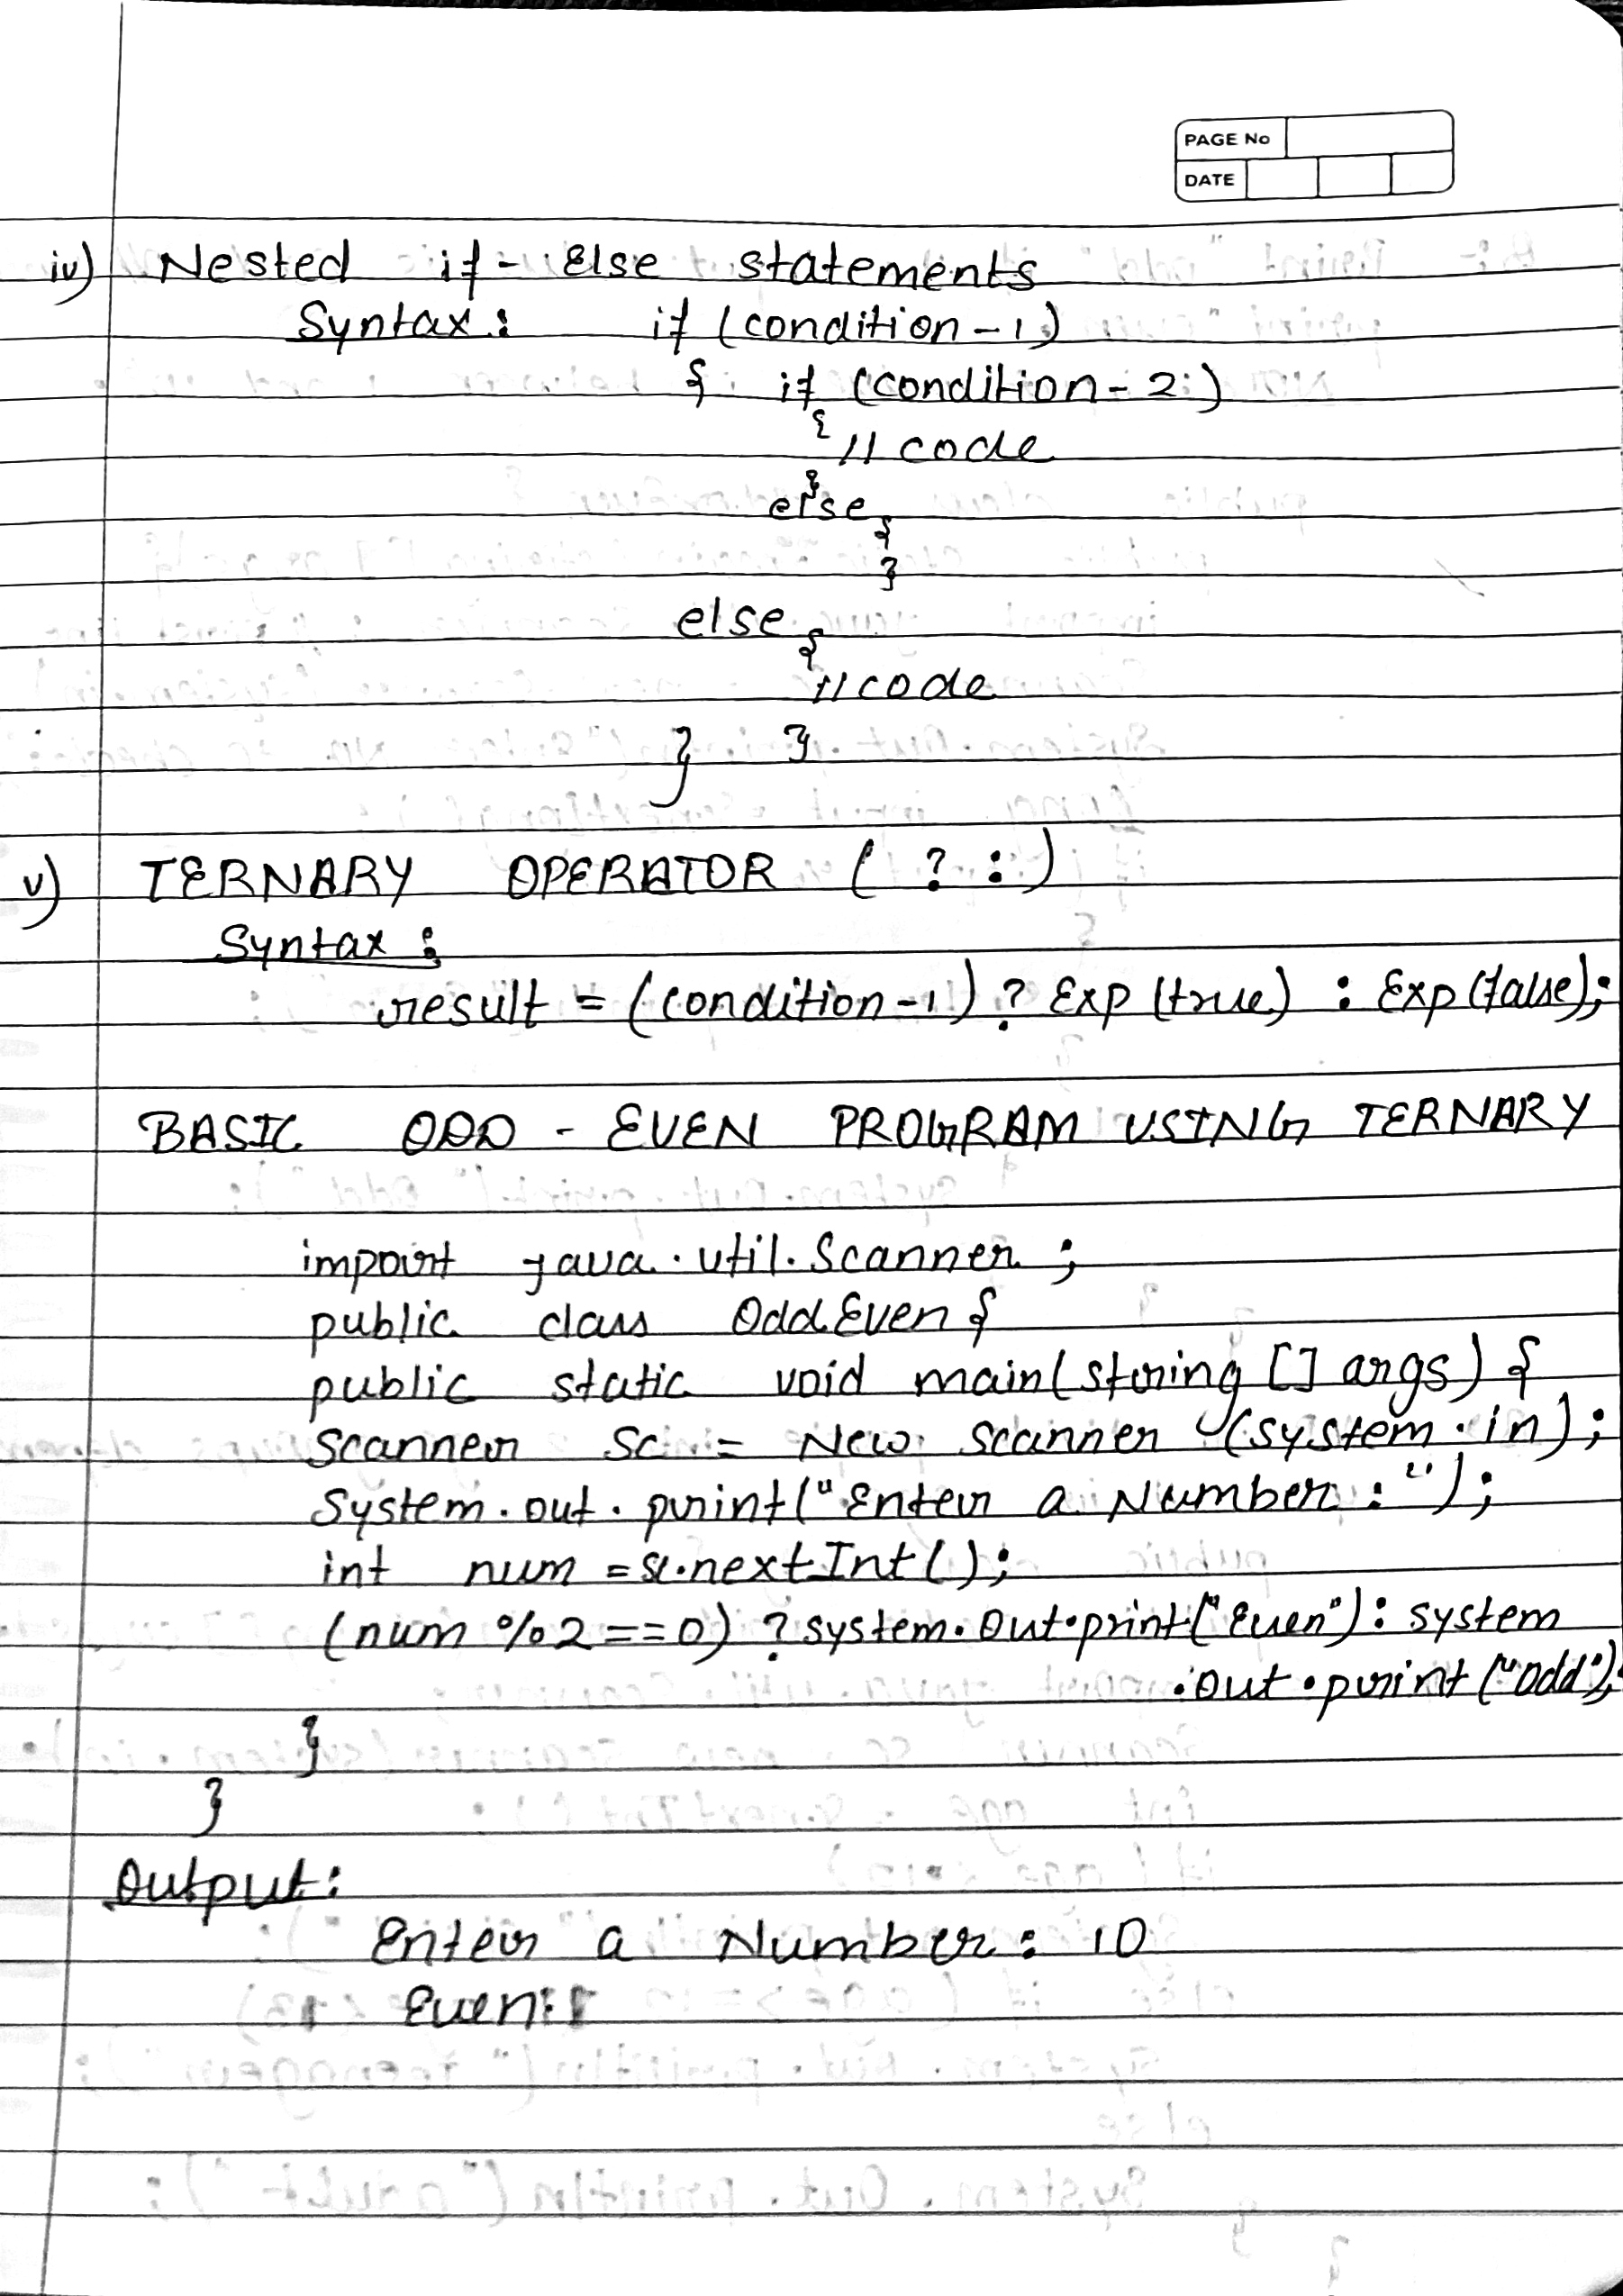 PAGE No
DATE
iv) Nested if - Else statements
Syntax : if (condition - 1)
{ if (condition - 2)
{
// code
}
else
{
}
else
{
// code
} }
v) TERNARY OPERATOR ( ? : )
Syntax :
result = (condition - 1) ? Exp (true) : Exp (false);
BASIC ODD - EVEN PROGRAM USING TERNARY
import java . util . Scanner ;
public class OddEven {
public static void main( string [] args) {
Scanner sc = New scanner (system . in) ;
System . out . print (" Enter a Number : " ) ;
int num = sc.nextInt ( ) ;
(num % 2 == 0) ? system. Out.print("Even") : system
. out . print ("odd");
}
}
Output :
Enter a Number : 10
Even